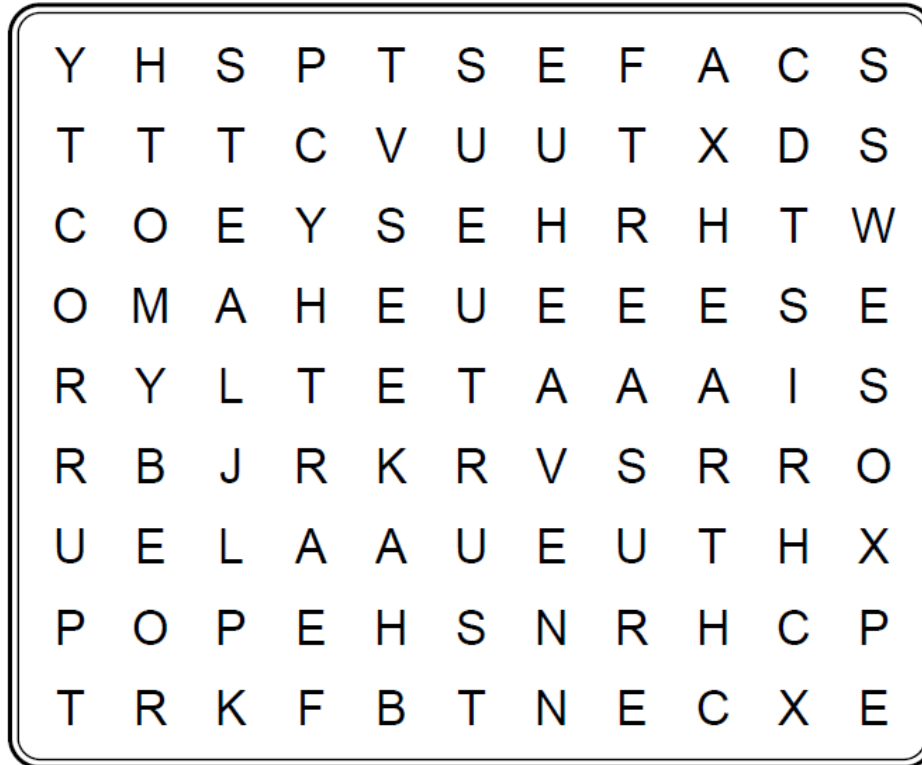 Y H S P T S E F A C S
T T T C V U U T X D S
C O E Y S E H R H T W
O M A H E U E E E S E
R Y L T E T A A A I S
R B J R K R V S R R O
U E L A A U E U T H X
P O P E H S N R H C P
T R K F B T N E C X E